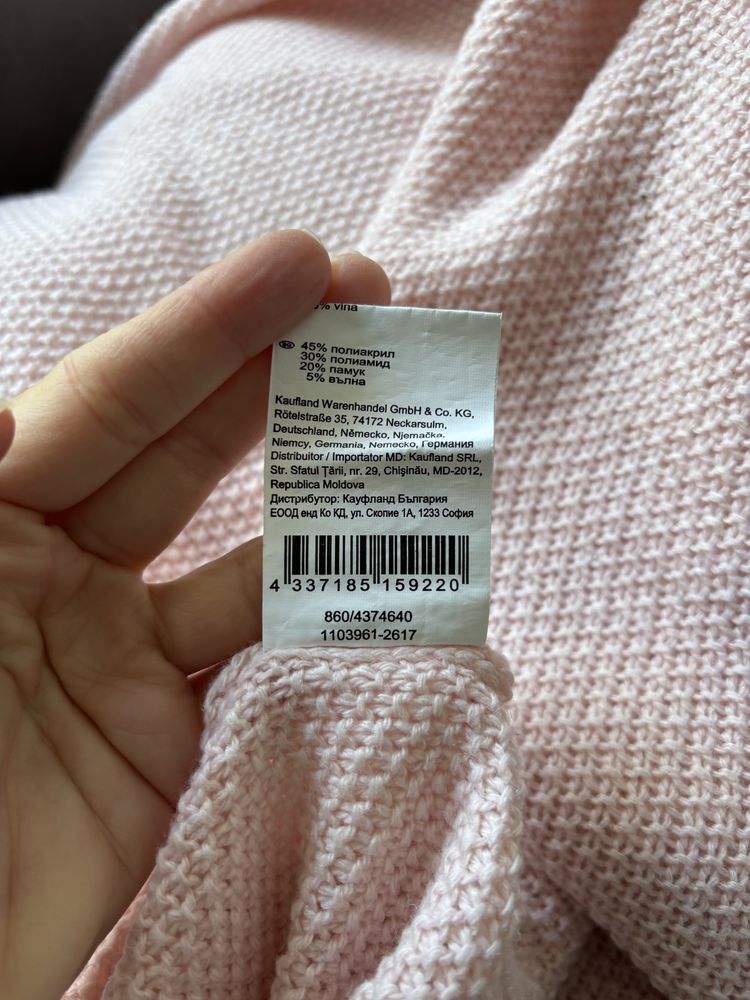 5% vlna
BG 45% полиакрил
30% полиамид
20% памук
5% вълна
Kaufland Warenhandel GmbH & Co. KG,
Rötelstraße 35, 74172 Neckarsulm,
Deutschland, Německo, Njemačka,
Niemcy, Germania, Nemecko, Германия
Distribuitor / Importator MD: Kaufland SRL,
Str. Sfatul Țării, nr. 29, Chișinău, MD-2012,
Republica Moldova
Дистрибутор: Кауфланд България
ЕООД енд Ко КД, ул. Скопие 1А, 1233 София
4 337185 159220
860/4374640
1103961-2617